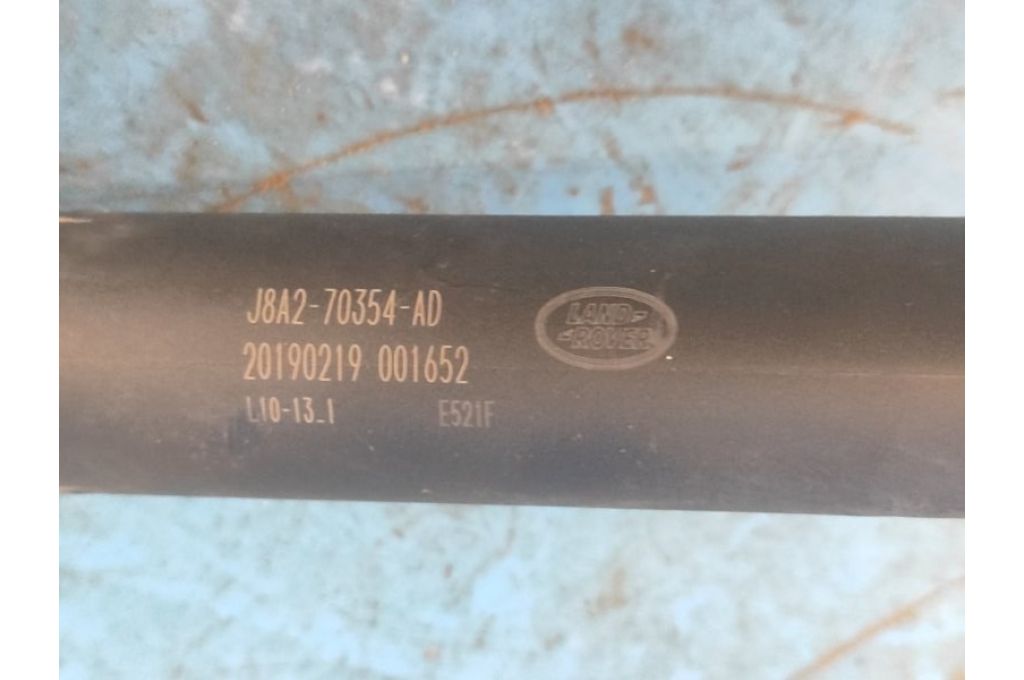 J8A2-70354-AD
20190219 001652
L10-13_1 E521F
LAND-
-ROVER